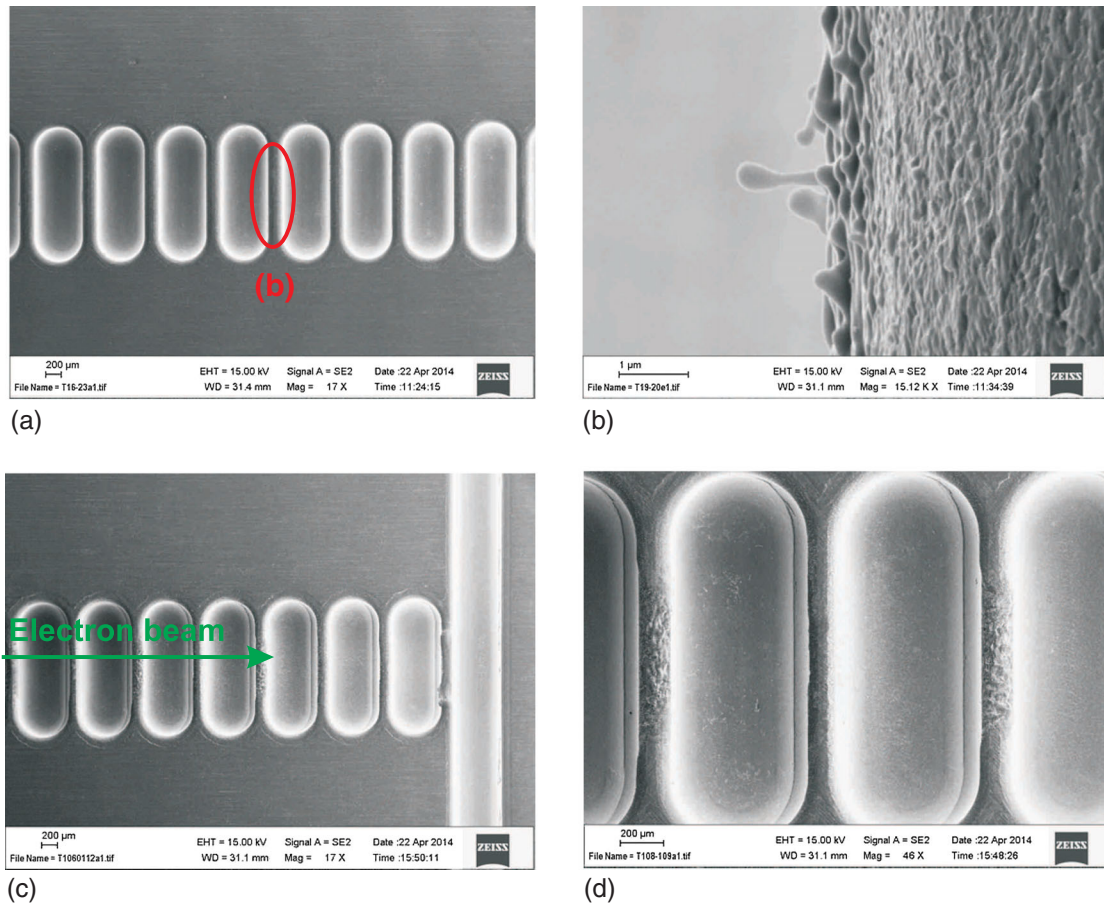 (b)
200 µm
EHT = 15.00 kV Signal A = SE2 Date :22 Apr 2014
File Name = T16-23a1.tif WD = 31.4 mm Mag = 17 X Time :11:24:15
ZEISS
(a)
1 µm
EHT = 15.00 kV Signal A = SE2 Date :22 Apr 2014
File Name = T19-20e1.tif WD = 31.1 mm Mag = 15.12 K X Time :11:34:39
ZEISS
(b)
Electron beam
200 µm
EHT = 15.00 kV Signal A = SE2 Date :22 Apr 2014
File Name = T1060112a1.tif WD = 31.1 mm Mag = 17 X Time :15:50:11
ZEISS
(c)
200 µm
EHT = 15.00 kV Signal A = SE2 Date :22 Apr 2014
File Name = T108-109a1.tif WD = 31.1 mm Mag = 46 X Time :15:48:26
ZEISS
(d)